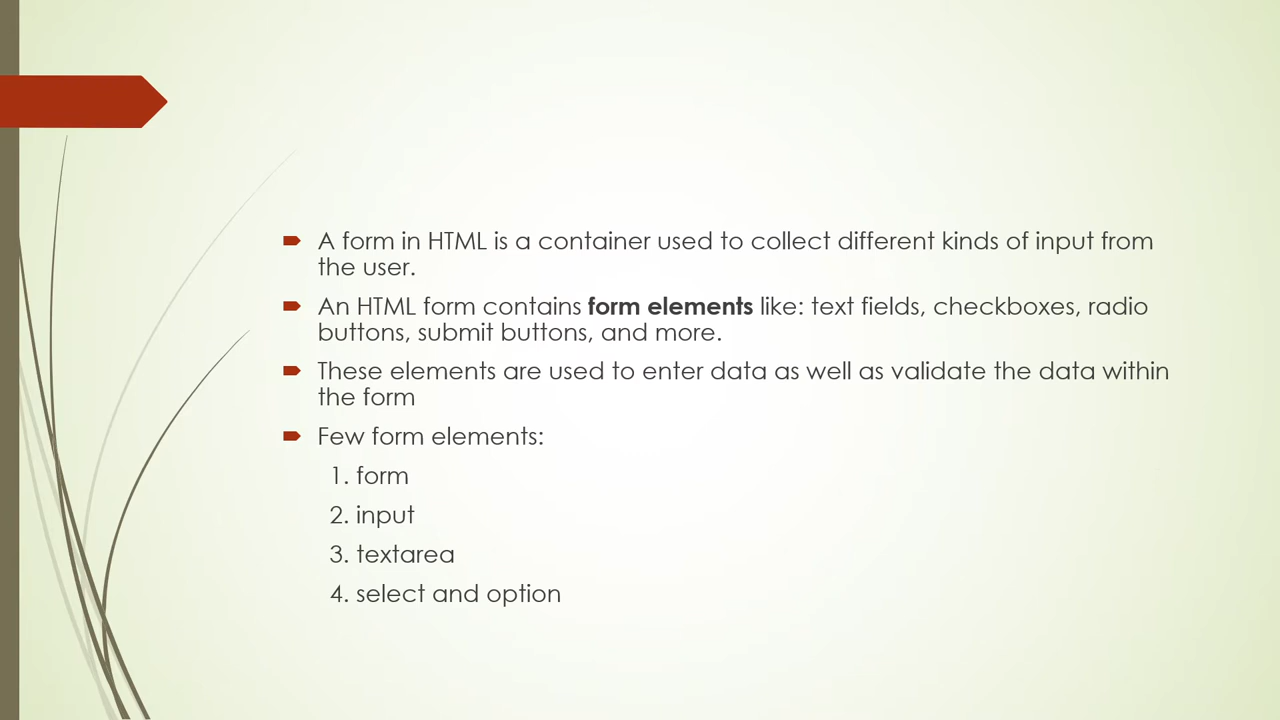 A form in HTML is a container used to collect different kinds of input from
the user.
An HTML form contains form elements like: text fields, checkboxes, radio
buttons, submit buttons, and more.
These elements are used to enter data as well as validate the data within
the form
Few form elements:
1. form
2. input
3. textarea
4. select and option